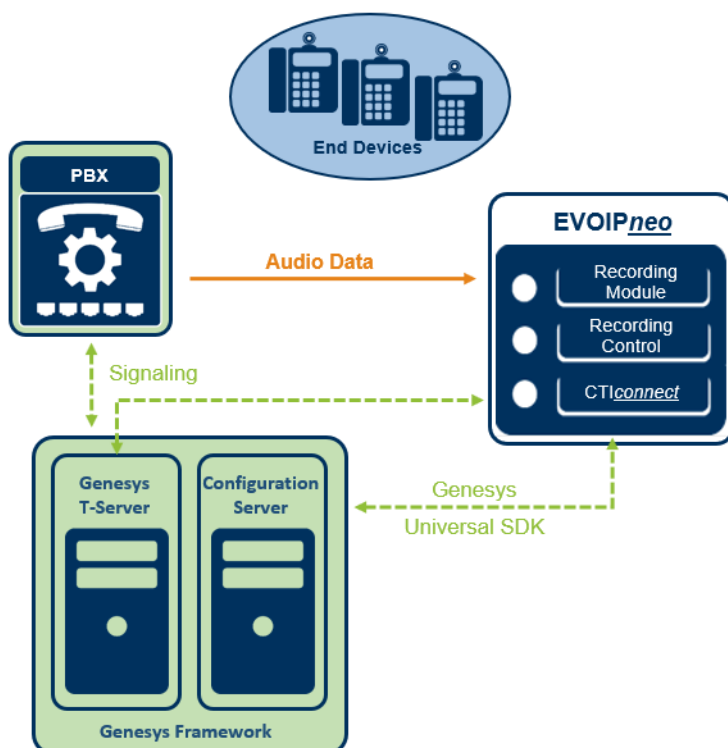 End Devices
PBX
EVOIPneo
Audio Data
Recording
Module
Recording
Control
CTIconnect
Signaling
Genesys
T-Server
Configuration
Server
Genesys
Universal SDK
Genesys Framework